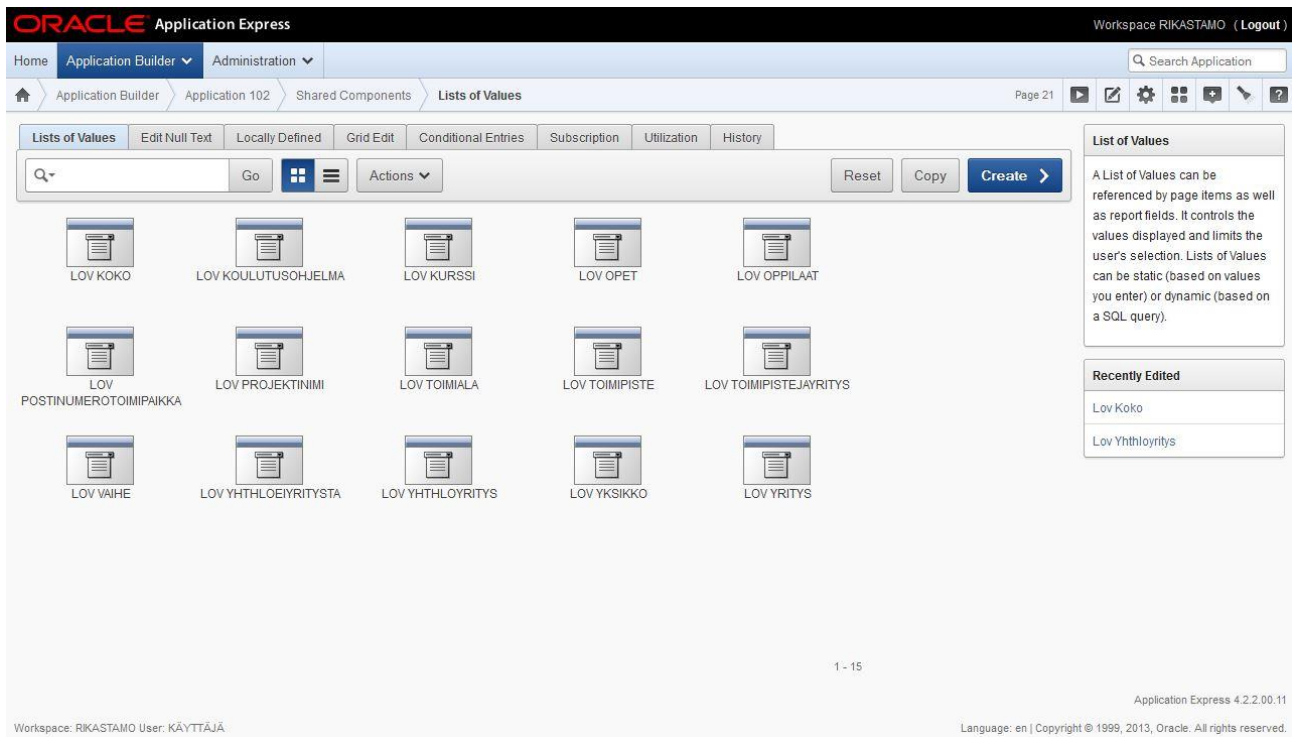 ORACLE Application Express
Workspace RIKASTAMO ( Logout )
Home Application Builder Administration
Search Application
Application Builder Application 102 Shared Components Lists of Values
Page 21
Lists of Values Edit Null Text Locally Defined Grid Edit Conditional Entries Subscription Utilization History
Go Actions Reset Copy Create
LOV KOKO LOV KOULUTUSOHJELMA LOV KURSSI LOV OPET LOV OPPILAAT
LOV
POSTINUMEROTOIMIPAIKKA LOV PROJEKTINIMI LOV TOIMIALA LOV TOIMIPISTE LOV TOIMIPISTEJAYRITYS
LOV VAIHE LOV YHTHLOEIYRITYSTA LOV YHTHLOYRITYS LOV YKSIKKO LOV YRITYS
1 - 15
List of Values
A List of Values can be
referenced by page items as well
as report fields. It controls the
values displayed and limits the
user's selection. Lists of Values
can be static (based on values
you enter) or dynamic (based on
a SQL query).
Recently Edited
Lov Koko
Lov Yhthloyritys
Application Express 4.2.2.00.11
Workspace: RIKASTAMO User: KÄYTTÄJÄ
Language: en | Copyright © 1999, 2013, Oracle. All rights reserved.